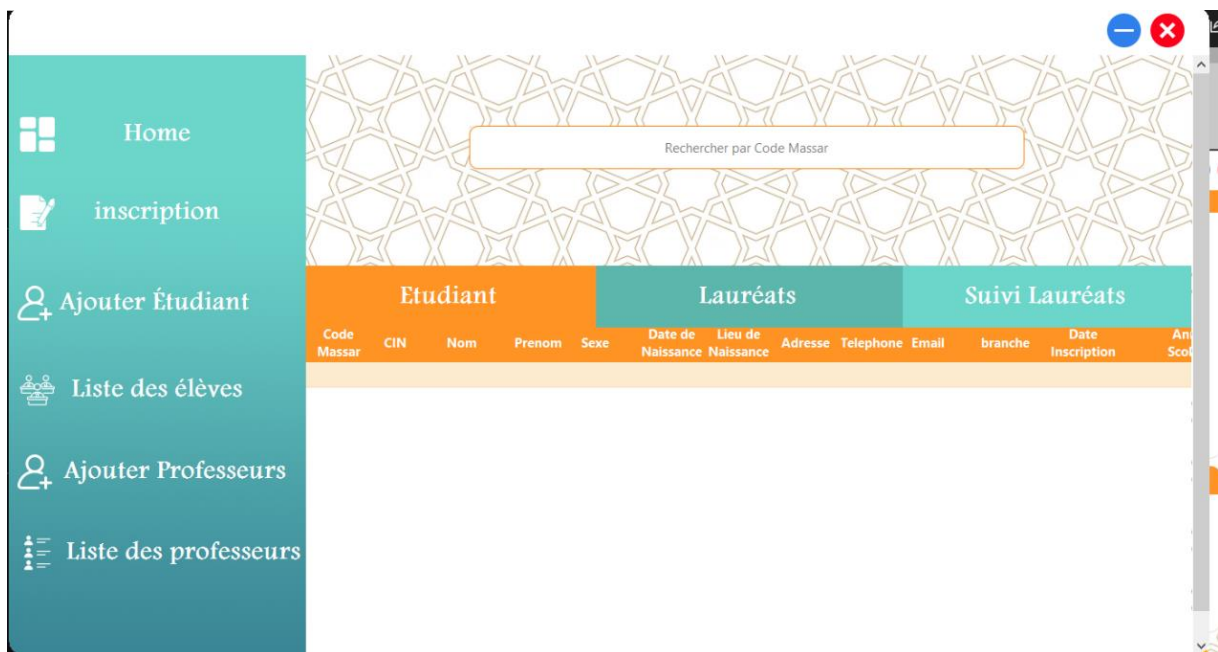 Home
inscription
Ajouter Étudiant
Liste des élèves
Ajouter Professeurs
Liste des professeurs
Rechercher par Code Massar
Etudiant Lauréats Suivi Lauréats
Code Massar CIN Nom Prenom Sexe Date de Naissance Lieu de Naissance Adresse Telephone Email branche Date Inscription